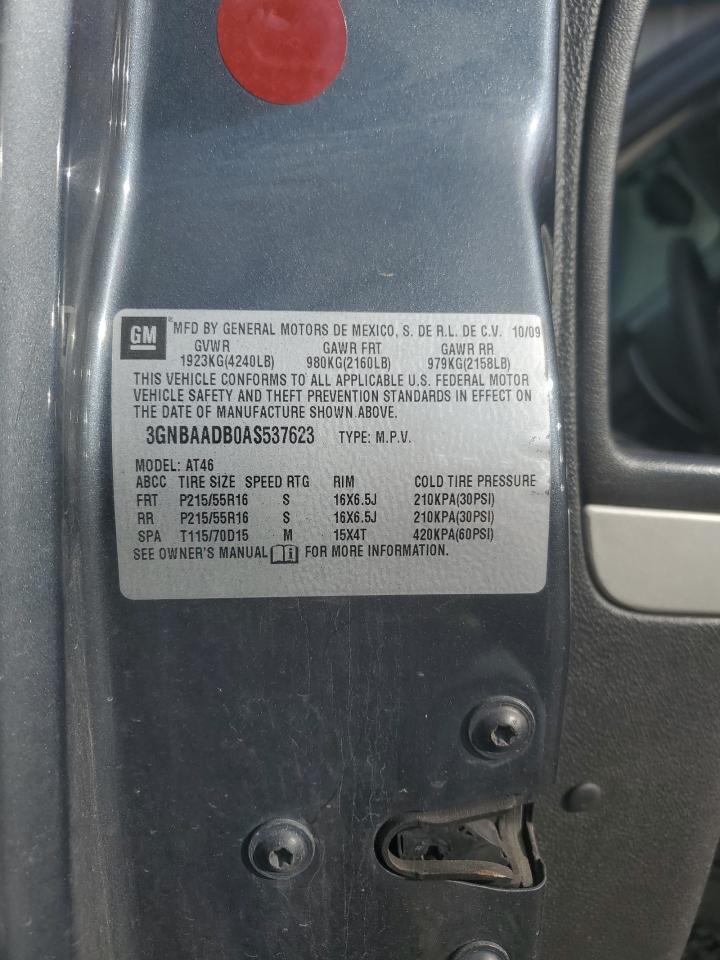 GM ® MFD BY GENERAL MOTORS DE MEXICO, S. DE R.L. DE C.V. 10/09
GVWR GAWR FRT GAWR RR
1923KG(4240LB) 980KG(2160LB) 979KG(2158LB)
THIS VEHICLE CONFORMS TO ALL APPLICABLE U.S. FEDERAL MOTOR
VEHICLE SAFETY AND THEFT PREVENTION STANDARDS IN EFFECT ON
THE DATE OF MANUFACTURE SHOWN ABOVE.
3GNBAADB0AS537623 TYPE: M.P.V.
MODEL: AT46
ABCC TIRE SIZE SPEED RTG RIM COLD TIRE PRESSURE
FRT P215/55R16 S 16X6.5J 210KPA(30PSI)
RR P215/55R16 S 16X6.5J 210KPA(30PSI)
SPA T115/70D15 M 15X4T 420KPA(60PSI)
SEE OWNER'S MANUAL i FOR MORE INFORMATION.